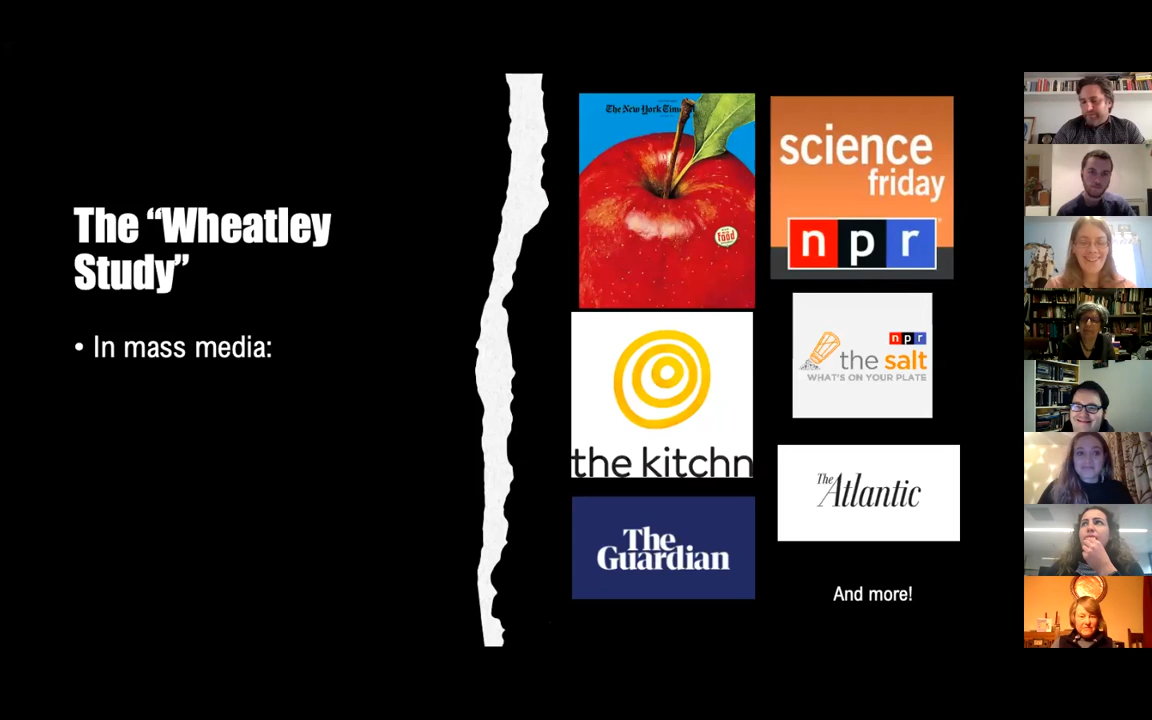 The “Wheatley
Study”
• In mass media:
The New York Tim
food
science
friday
npr
the kitchn
npr
the salt
WHAT'S ON YOUR PLATE
The Atlantic
The
Guardian
And more!